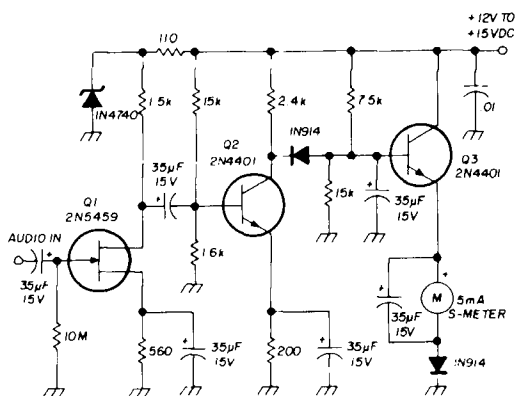 +12V TO
+15VDC
110
1N4740
1.5k
15k
2.4k
7.5k
.01
1N914
Q2
2N4401
Q3
2N4401
35μF
15V
Q1
2N5459
15k
35μF
15V
AUDIO IN
1.6k
35μF
15V
35μF
15V
M
5mA
S-METER
10M
560
35μF
15V
200
35μF
15V
1N914